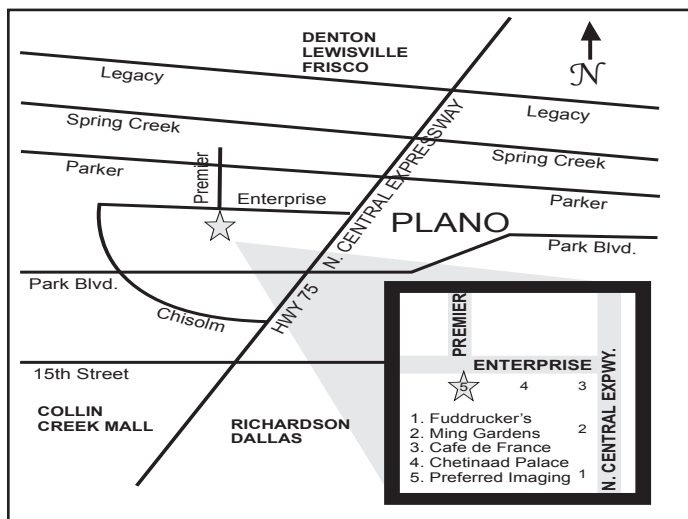 DENTON
LEWISVILLE
FRISCO
N
Legacy
Legacy
Spring Creek
Spring Creek
Parker
Parker
Premier
Enterprise
N. CENTRAL EXPRESSWAY
PLANO
Park Blvd.
Park Blvd.
Chisolm
HWY 75
15th Street
COLLIN
CREEK MALL
RICHARDSON
DALLAS
PREMIER
ENTERPRISE
N. CENTRAL EXPWY.
5
4
3
2
1
1. Fuddrucker's
2. Ming Gardens
3. Cafe de France
4. Chetinaad Palace
5. Preferred Imaging